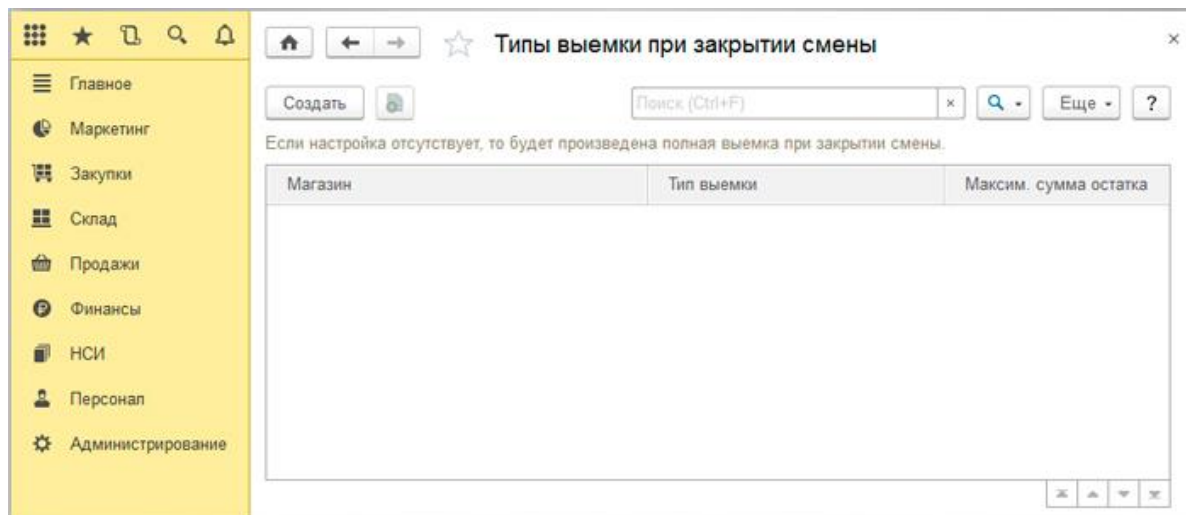 Типы выемки при закрытии смены
Главное
Маркетинг
Закупки
Склад
Продажи
Финансы
НСИ
Персонал
Администрирование
Создать
Поиск (Ctrl+F)
×
Еще
?
Если настройка отсутствует, то будет произведена полная выемка при закрытии смены.
Магазин Тип выемки Максим. сумма остатка